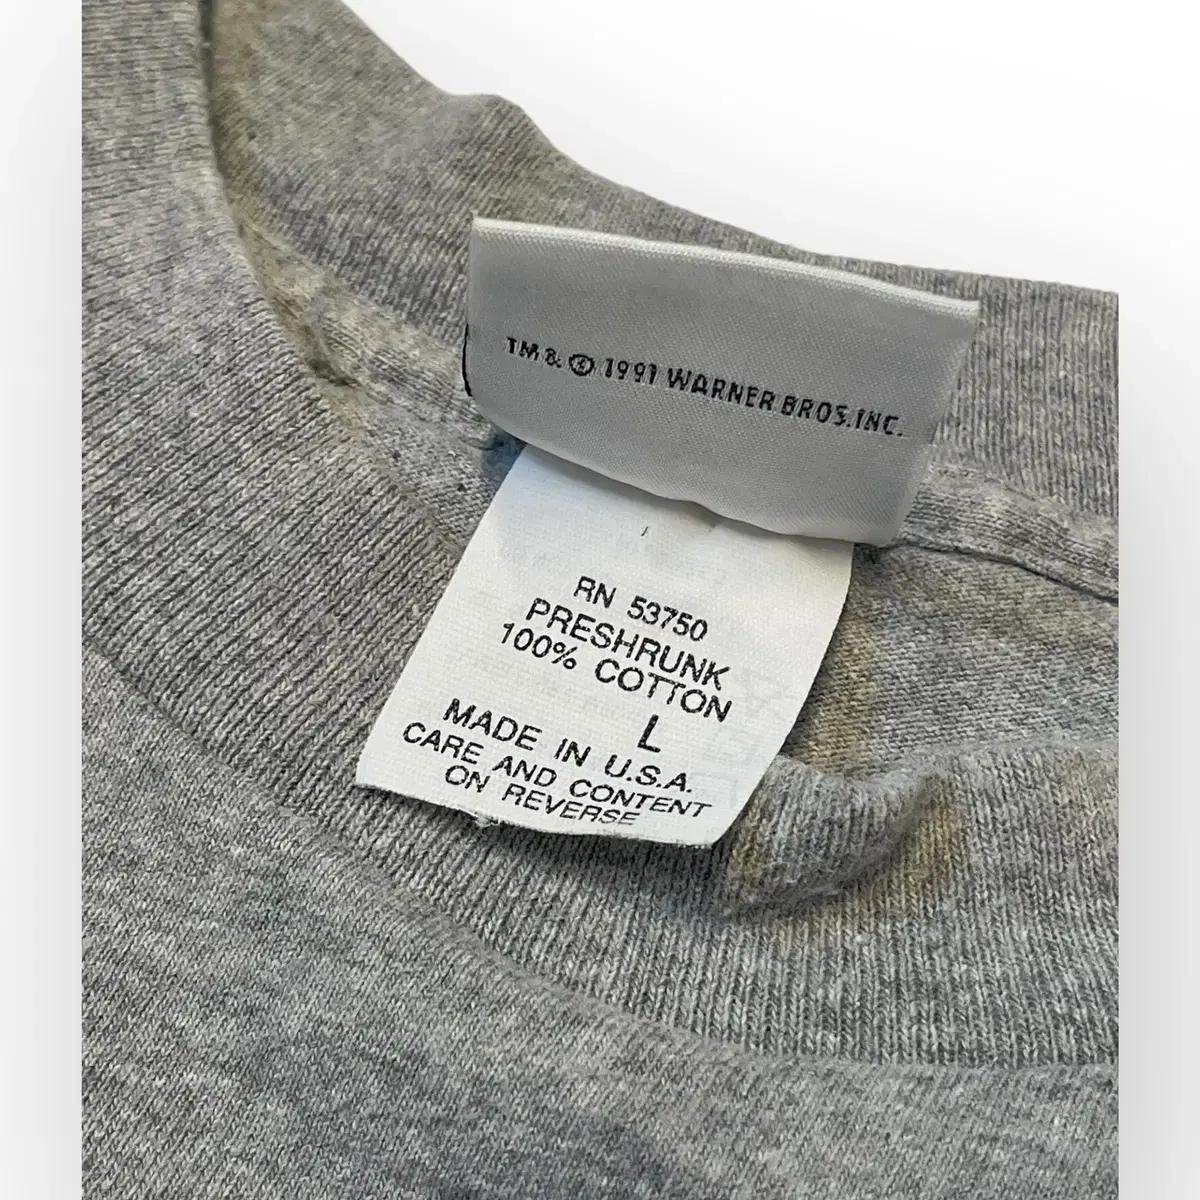 TM & © 1991 WARNER BROS. INC.
RN 53750
PRESHRUNK
100% COTTON
L
MADE IN U.S.A.
CARE AND CONTENT
ON REVERSE